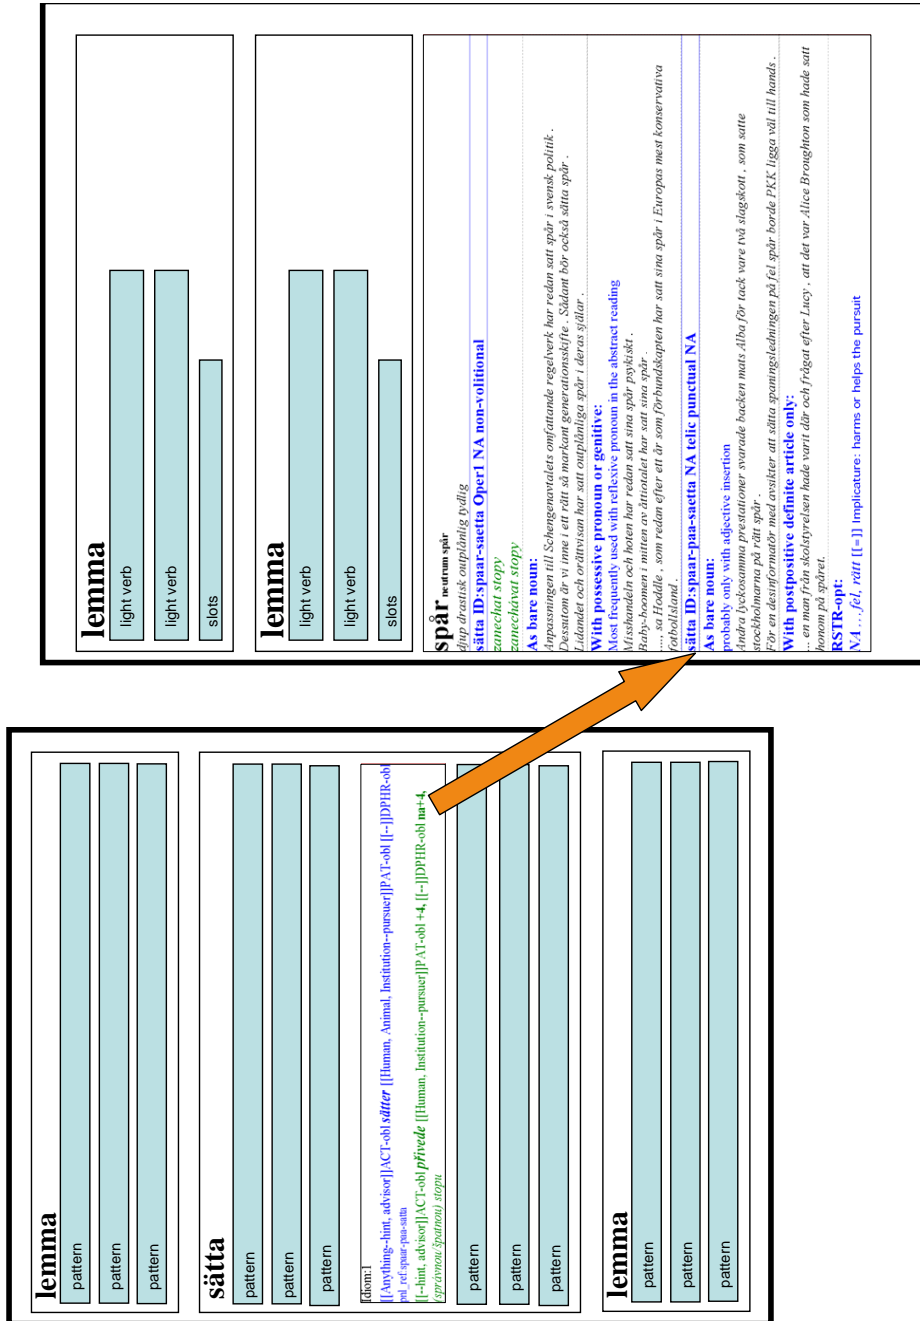 lemma
pattern
pattern
pattern
sätta
pattern
pattern
pattern
Idiom:1
[[Anything--hint, advisor]]ACT-obl sätter [[Human, Animal, Institution--pursuer]]PAT-obl [[--]]DPHR-obl
pnl_ref:spaar-paa-satta
[[--hint, advisor]]ACT-obl přivede [[Human, Institution--pursuer]]PAT-obl +4, [[--]]DPHR-obl na+4,
(správnou/špatnou) stopu
pattern
pattern
pattern
lemma
pattern
pattern
pattern
lemma
light verb
light verb
slots
lemma
light verb
light verb
slots
spår neutrum spår
djup drastisk outplånlig tydlig
sätta ID:spaar-saetta Oper1 NA non-volitional
zanechat stopy
zanechávat stopy
As bare noun:
Anpassningen till Schengenavtalets omfattande regelverk har redan satt spår i svensk politik .
Dessutom är vi inne i ett rätt så markant generationsskifte . Sådant bör också sätta spår .
Lidandet och orättvisan har satt outplånliga spår i deras själar .
With possessive pronoun or genitive:
Most frequently used with reflexive pronoun in the abstract reading
Misshandeln och hoten har redan satt sina spår psykiskt .
Baby-boomen i mitten av åttiotalet har satt sina spår .
..., sa Hoddle , som redan efter ett år som förbundskapten har satt sina spår i Europas mest konservativa
fotbollsland .
sätta ID:spaar-paa-saetta NA telic punctual NA
As bare noun:
probably only with adjective insertion
Andra lyckosamma prestationer svarade backen mats Alba för tack vare två slagskott , som satte
stockholmarna på rätt spår .
För en desinformatör med avsikter att sätta spaningsledningen på fel spår borde PKK ligga väl till hands .
With postpositive definite article only:
... en man från skolstyrelsen hade varit där och frågat efter Lucy , att det var Alice Broughton som hade satt
honom på spåret.
RSTR-opt:
NA ...fel, rätt [[=]] Implicature: harms or helps the pursuit